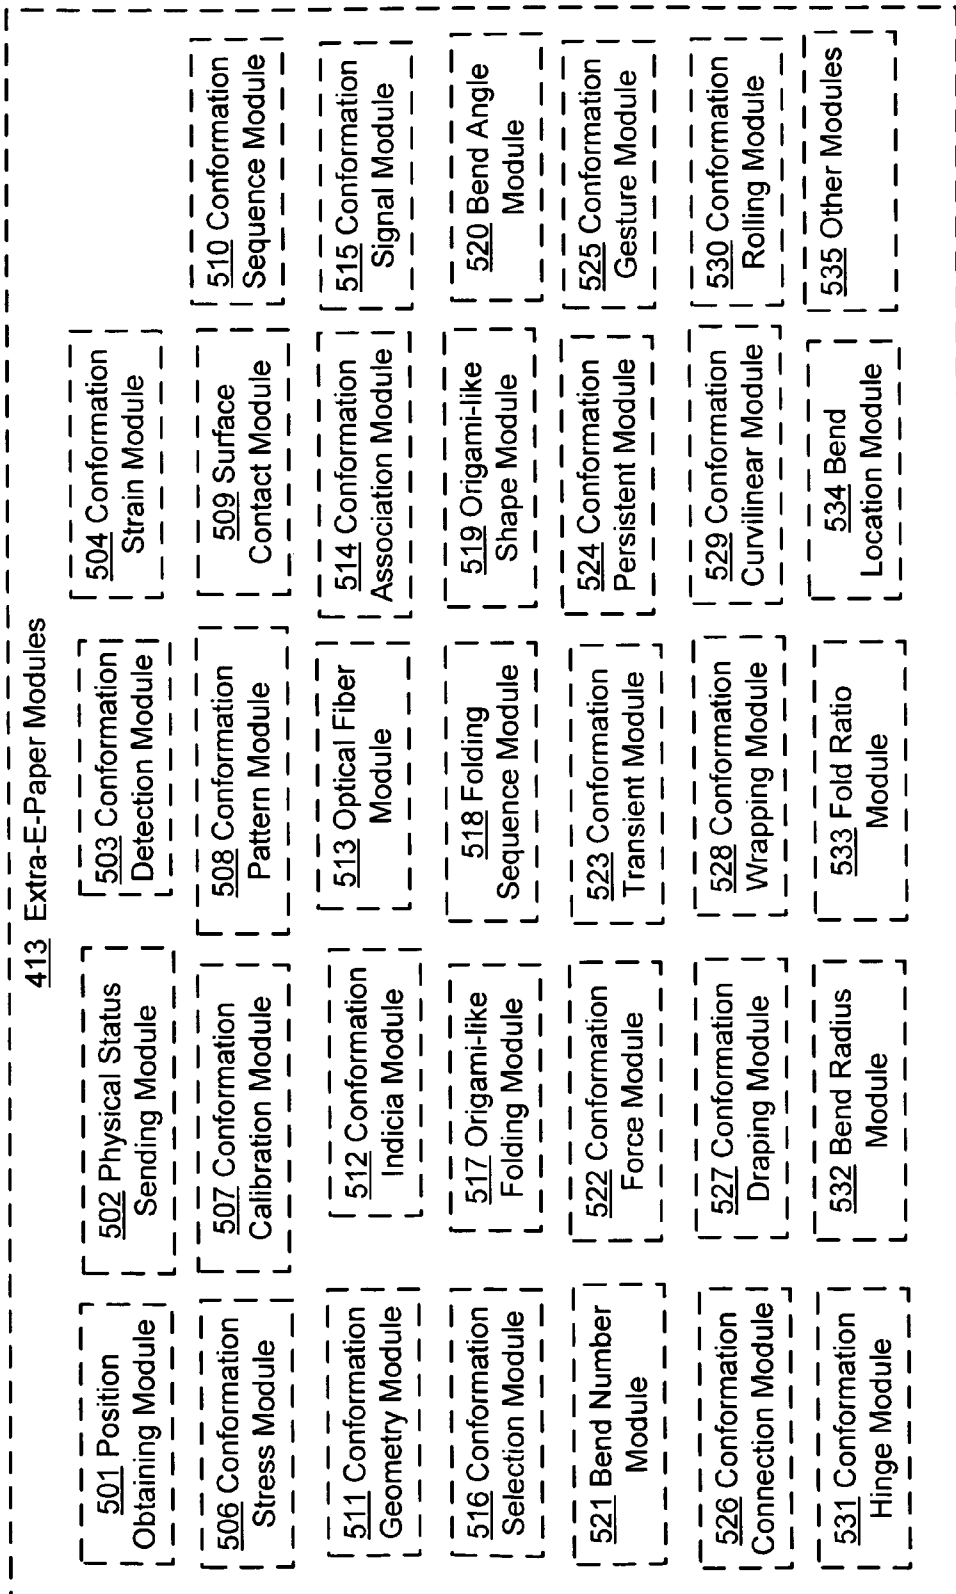 413 Extra-E-Paper Modules
501 Position
Obtaining Module
502 Physical Status
Sending Module
503 Conformation
Detection Module
504 Conformation
Strain Module
506 Conformation
Stress Module
507 Conformation
Calibration Module
508 Conformation
Pattern Module
509 Surface
Contact Module
510 Conformation
Sequence Module
511 Conformation
Geometry Module
512 Conformation
Indicia Module
513 Optical Fiber
Module
514 Conformation
Association Module
515 Conformation
Signal Module
516 Conformation
Selection Module
517 Origami-like
Folding Module
518 Folding
Sequence Module
519 Origami-like
Shape Module
520 Bend Angle
Module
521 Bend Number
Module
522 Conformation
Force Module
523 Conformation
Transient Module
524 Conformation
Persistent Module
525 Conformation
Gesture Module
526 Conformation
Connection Module
527 Conformation
Draping Module
528 Conformation
Wrapping Module
529 Conformation
Curvilinear Module
530 Conformation
Rolling Module
531 Conformation
Hinge Module
532 Bend Radius
Module
533 Fold Ratio
Module
534 Bend
Location Module
535 Other Modules